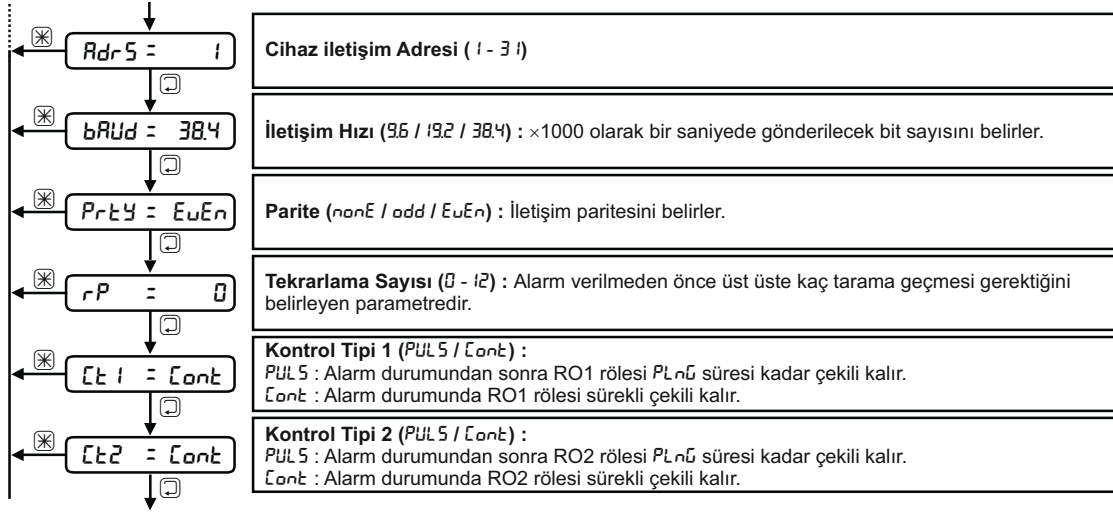 AdrS = 1
Cihaz iletişim Adresi ( 1 - 31)
bAUd = 38.4
İletişim Hızı (9.6 / 19.2 / 38.4) : ×1000 olarak bir saniyede gönderilecek bit sayısını belirler.
PrtY = EvEn
Parite (nonE / odd / EvEn) : İletişim paritesini belirler.
rP = 0
Tekrarlama Sayısı (0 - 12) : Alarm verilmeden önce üst üste kaç tarama geçmesi gerektiğini
belirleyen parametredir.
Ct1 = Cont
Kontrol Tipi 1 (PULS / Cont) :
PULS : Alarm durumundan sonra RO1 rölesi PLnG süresi kadar çekili kalır.
Cont : Alarm durumunda RO1 rölesi sürekli çekili kalır.
Ct2 = Cont
Kontrol Tipi 2 (PULS / Cont) :
PULS : Alarm durumundan sonra RO2 rölesi PLnG süresi kadar çekili kalır.
Cont : Alarm durumunda RO2 rölesi sürekli çekili kalır.